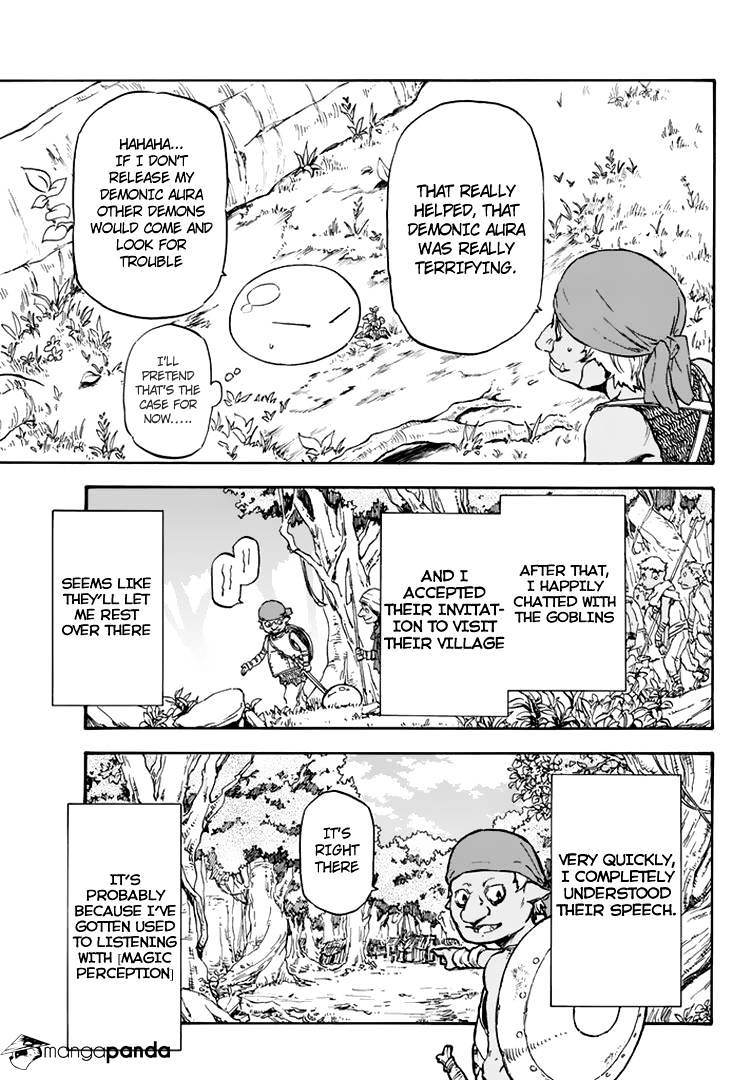 THAT REALLY
HELPED, THAT
DEMONIC AURA
WAS REALLY
TERRIFYING.
HAHAHA...
IF I DON'T
RELEASE MY
DEMONIC AURA
OTHER DEMONS
WOULD COME AND
LOOK FOR
TROUBLE
I'LL
PRETEND
THAT'S THE
CASE FOR
NOW.....
AFTER THAT,
I HAPPILY
CHATTED WITH
THE GOBLINS
AND I
ACCEPTED
THEIR INVITAT-
ION TO VISIT
THEIR VILLAGE
SEEMS LIKE
THEY'LL LET
ME REST
OVER THERE
VERY QUICKLY,
I COMPLETELY
UNDERSTOOD
THEIR SPEECH.
IT'S
RIGHT
THERE
IT'S
PROBABLY
BECAUSE I'VE
GOTTEN USED
TO LISTENING
WITH [MAGIC
PERCEPTION]
mangapanda